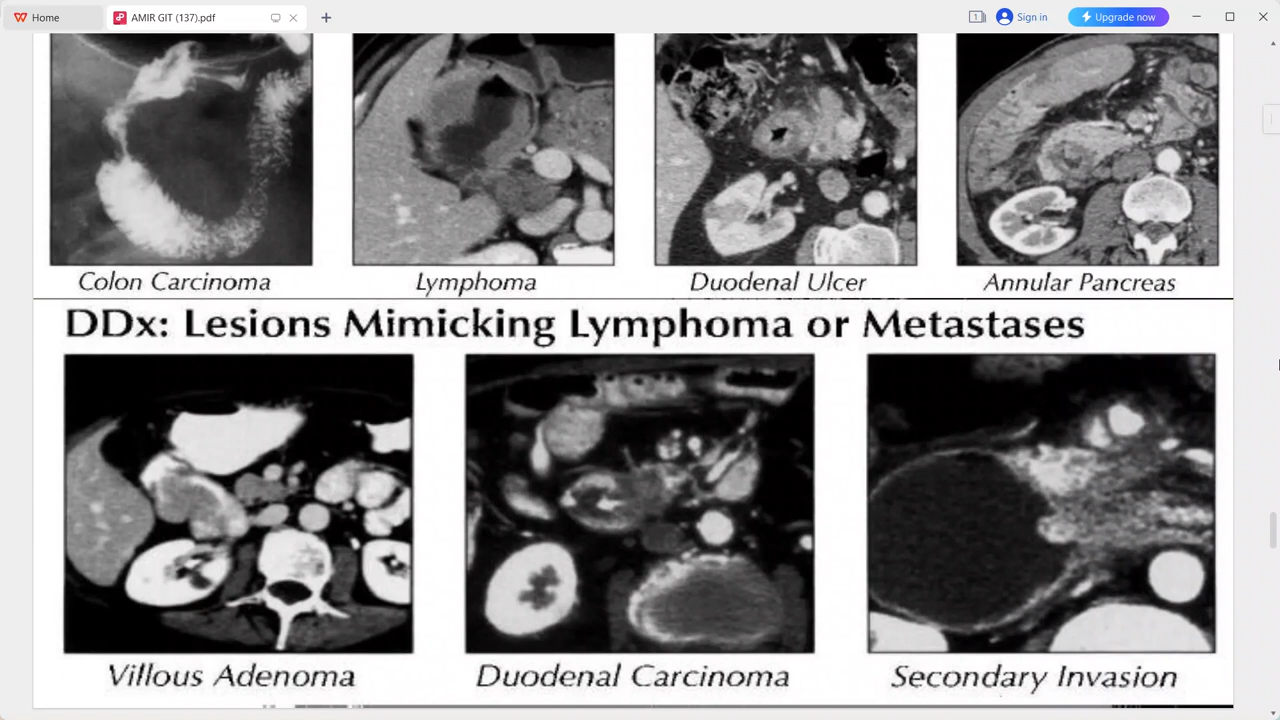 Home
AMIR GIT (137).pdf
1
Sign in
Upgrade now
Colon Carcinoma
Lymphoma
Duodenal Ulcer
Annular Pancreas
DDx: Lesions Mimicking Lymphoma or Metastases
Villous Adenoma
Duodenal Carcinoma
Secondary Invasion